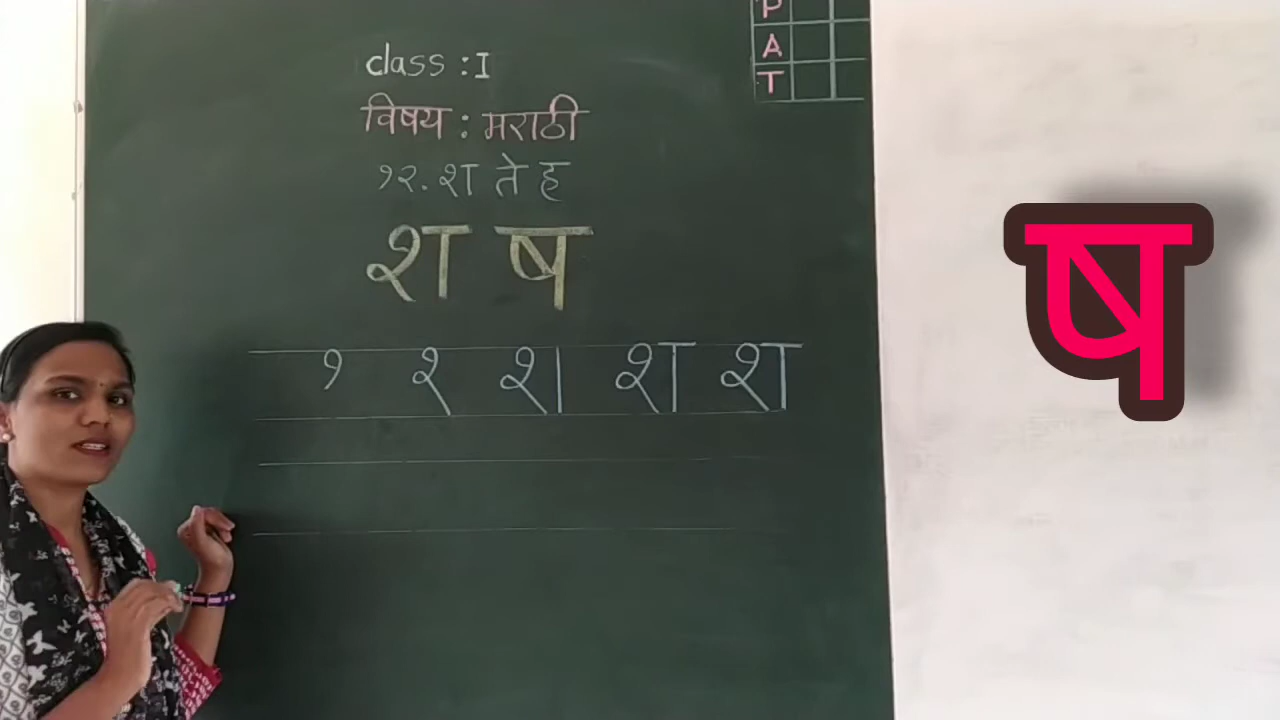 P
A
T
class : I
विषय : मराठी
१२. श ते ह
श ष
१ २ श श श
ष